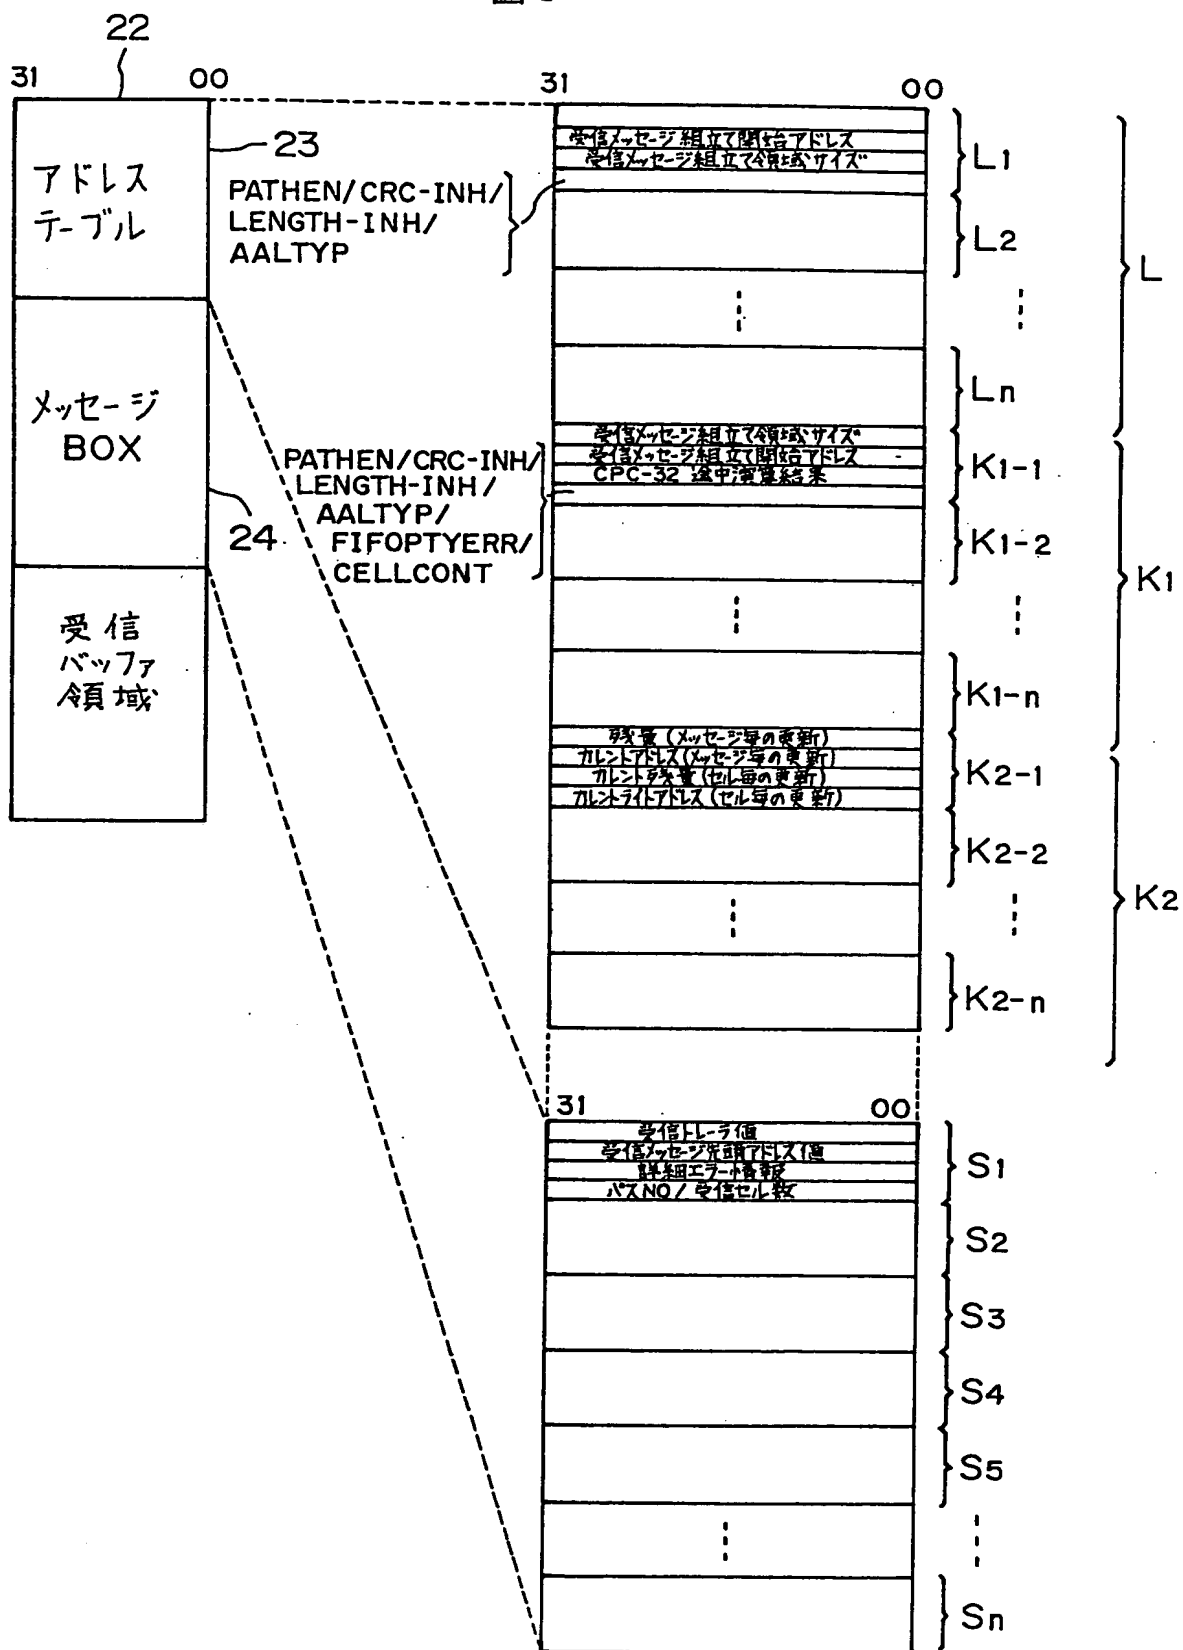 22
31 00
アドレス
テーブル
23
メッセージ
BOX
24
受信
バッファ
領域
31 00
受信メッセージ組立て開始アドレス
受信メッセージ組立て領域サイズ
PATHEN/CRC-INH/
LENGTH-INH/
AALTYP
L1
L2
Ln
L
受信メッセージ組立て領域サイズ
受信メッセージ組立て開始アドレス
CPC-32 途中演算結果
PATHEN/CRC-INH/
LENGTH-INH/
AALTYP/
FIFOPTYERR/
CELLCONT
K1-1
K1-2
K1-n
K1
残量(メッセージ毎の更新)
カレントアドレス(メッセージ毎の更新)
カレント残量(セル毎の更新)
カレントライトアドレス(セル毎の更新)
K2-1
K2-2
K2-n
K2
31 00
受信トレーラ値
受信メッセージ先頭アドレス値
詳細エラー情報
パスNO/受信セル数
S1
S2
S3
S4
S5
Sn